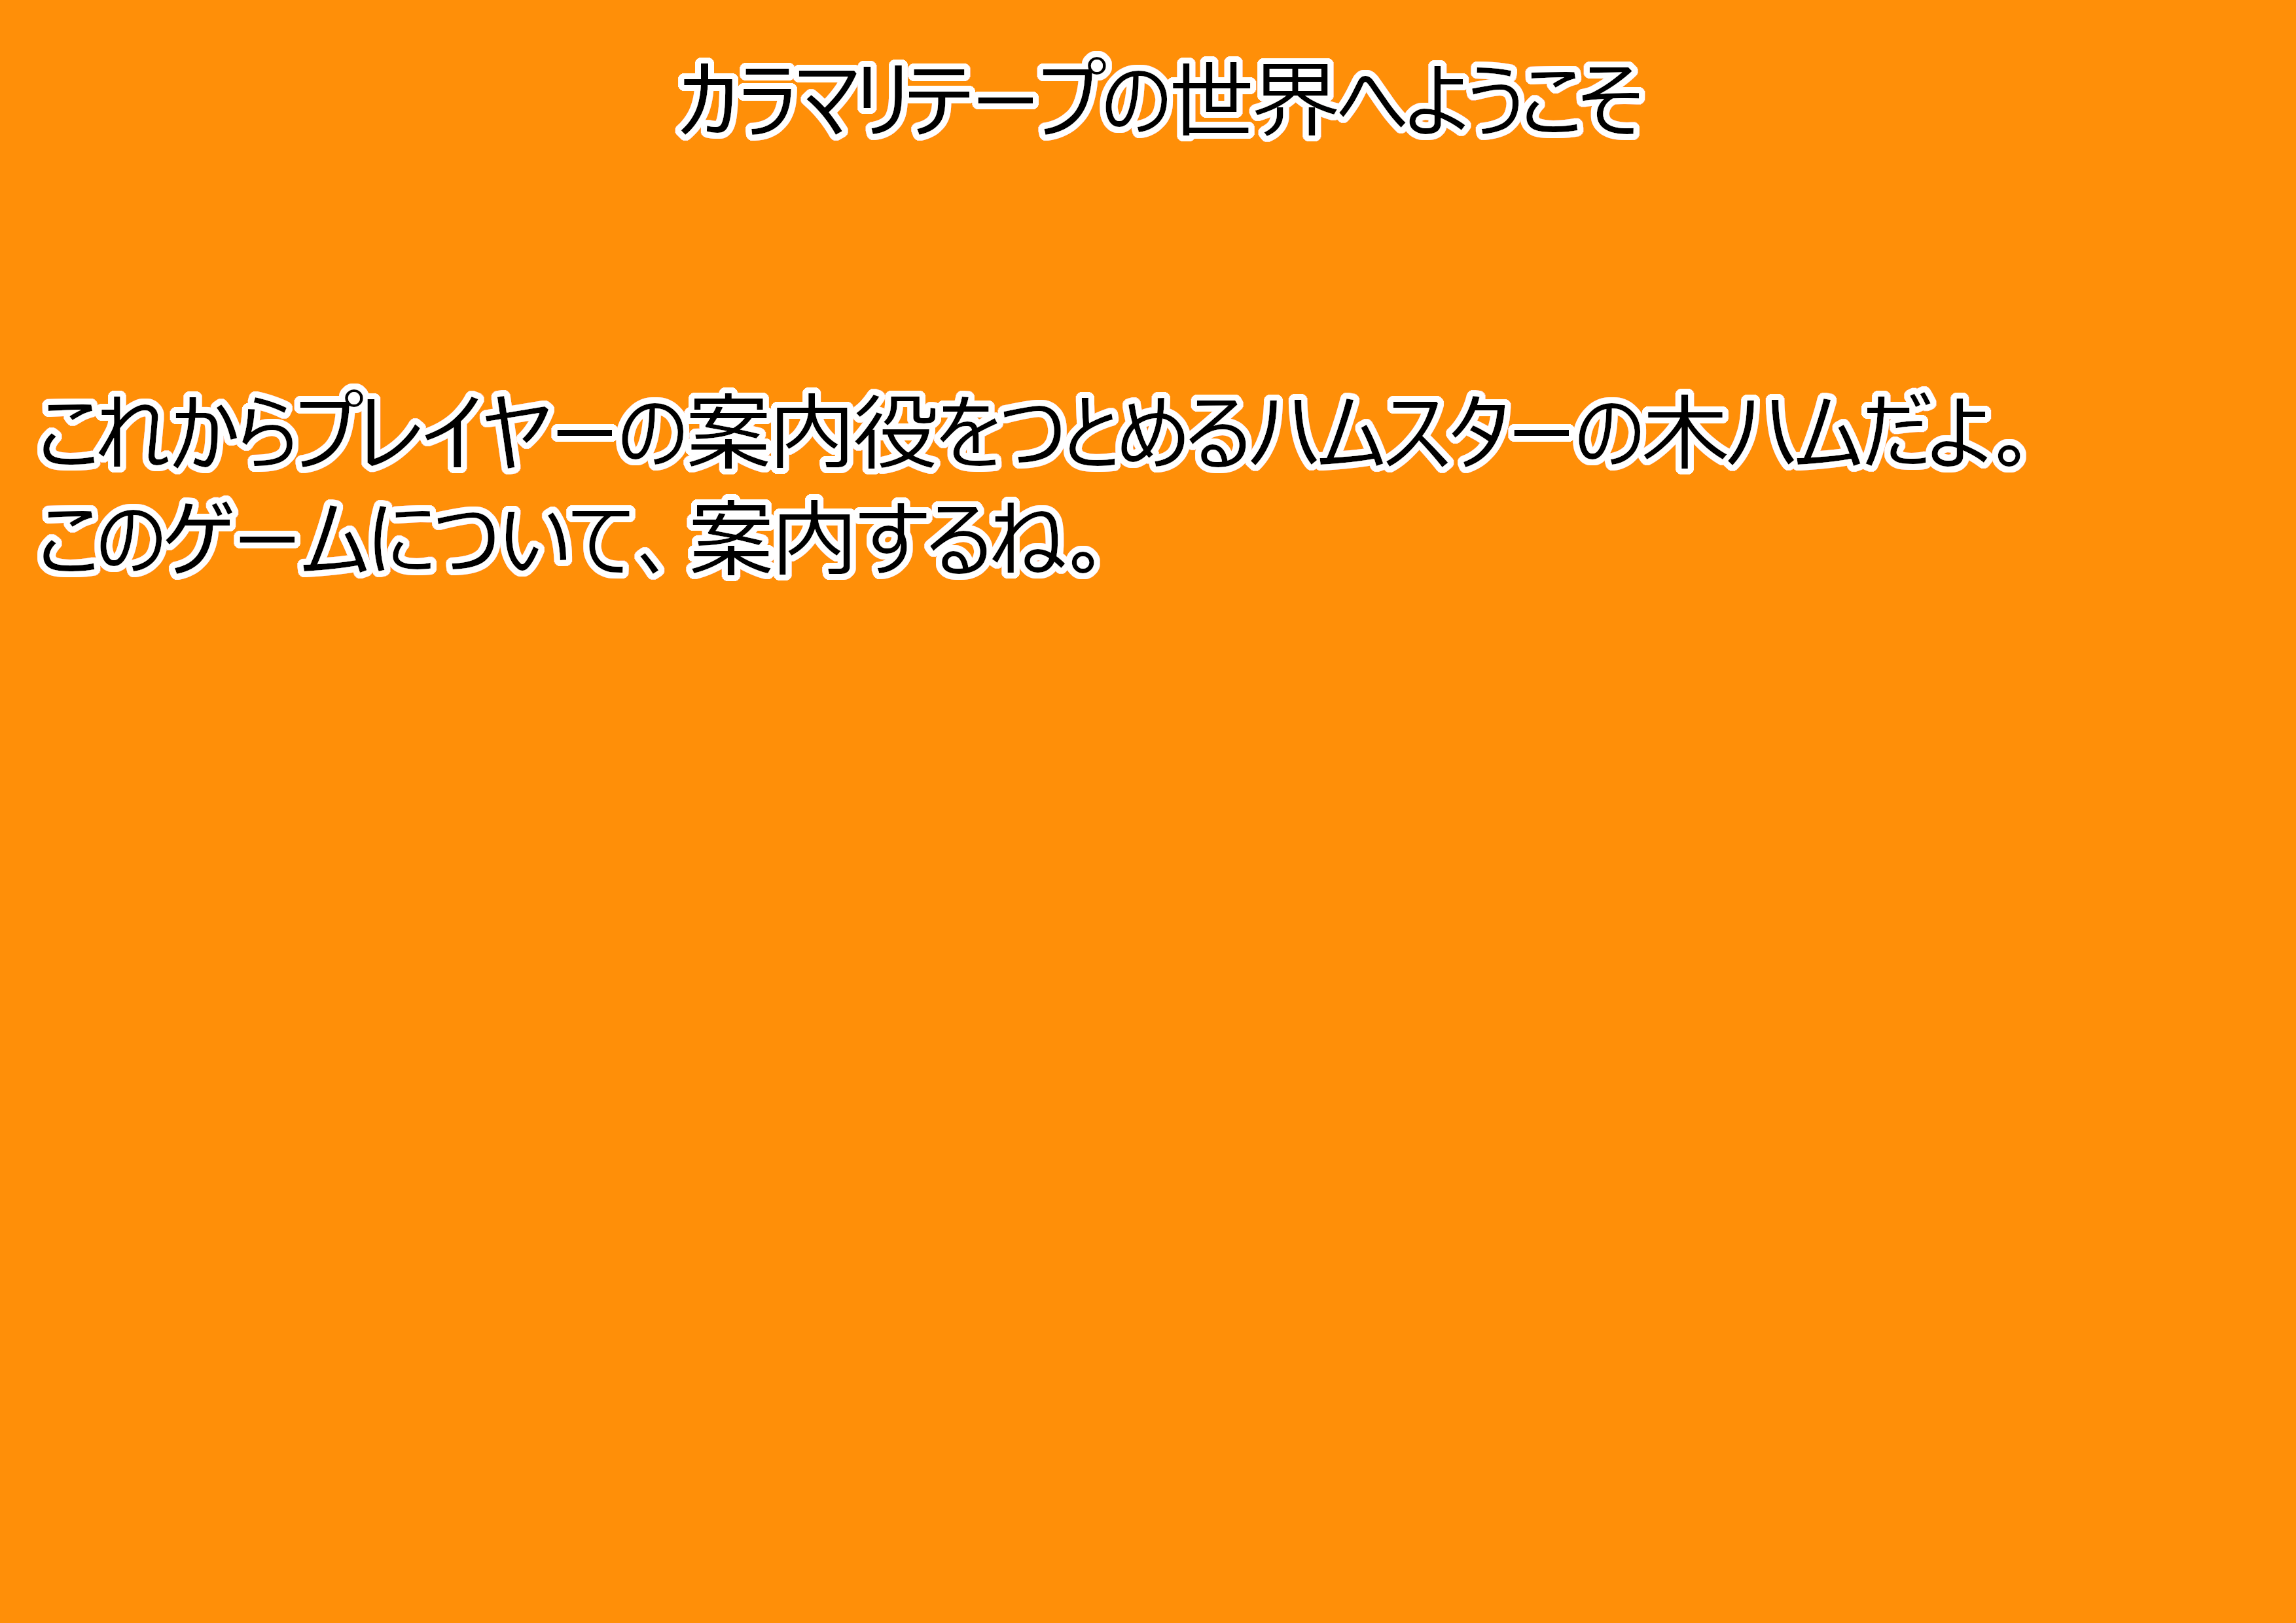 カラマリテープの世界へようこそ
これからプレイヤーの案内役をつとめるハムスターの木ハムだよ。
このゲームについて、案内するね。